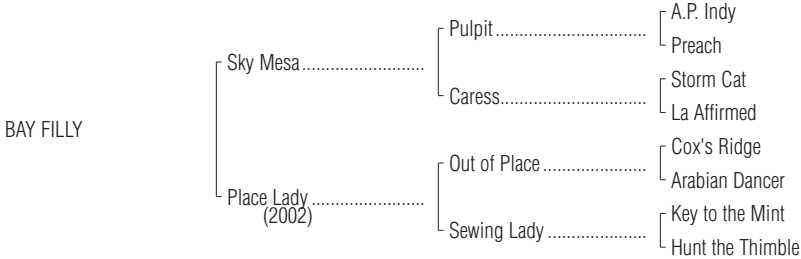 A.P. Indy
Pulpit
Preach
Sky Mesa
Storm Cat
Caress
La Affirmed
BAY FILLY
Cox's Ridge
Out of Place
Arabian Dancer
Place Lady
(2002)
Key to the Mint
Sewing Lady
Hunt the Thimble